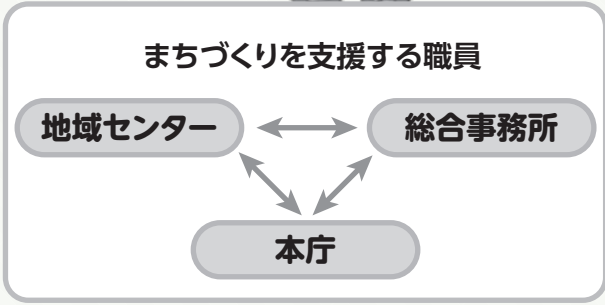 まちづくりを支援する職員
地域センター
総合事務所
本庁